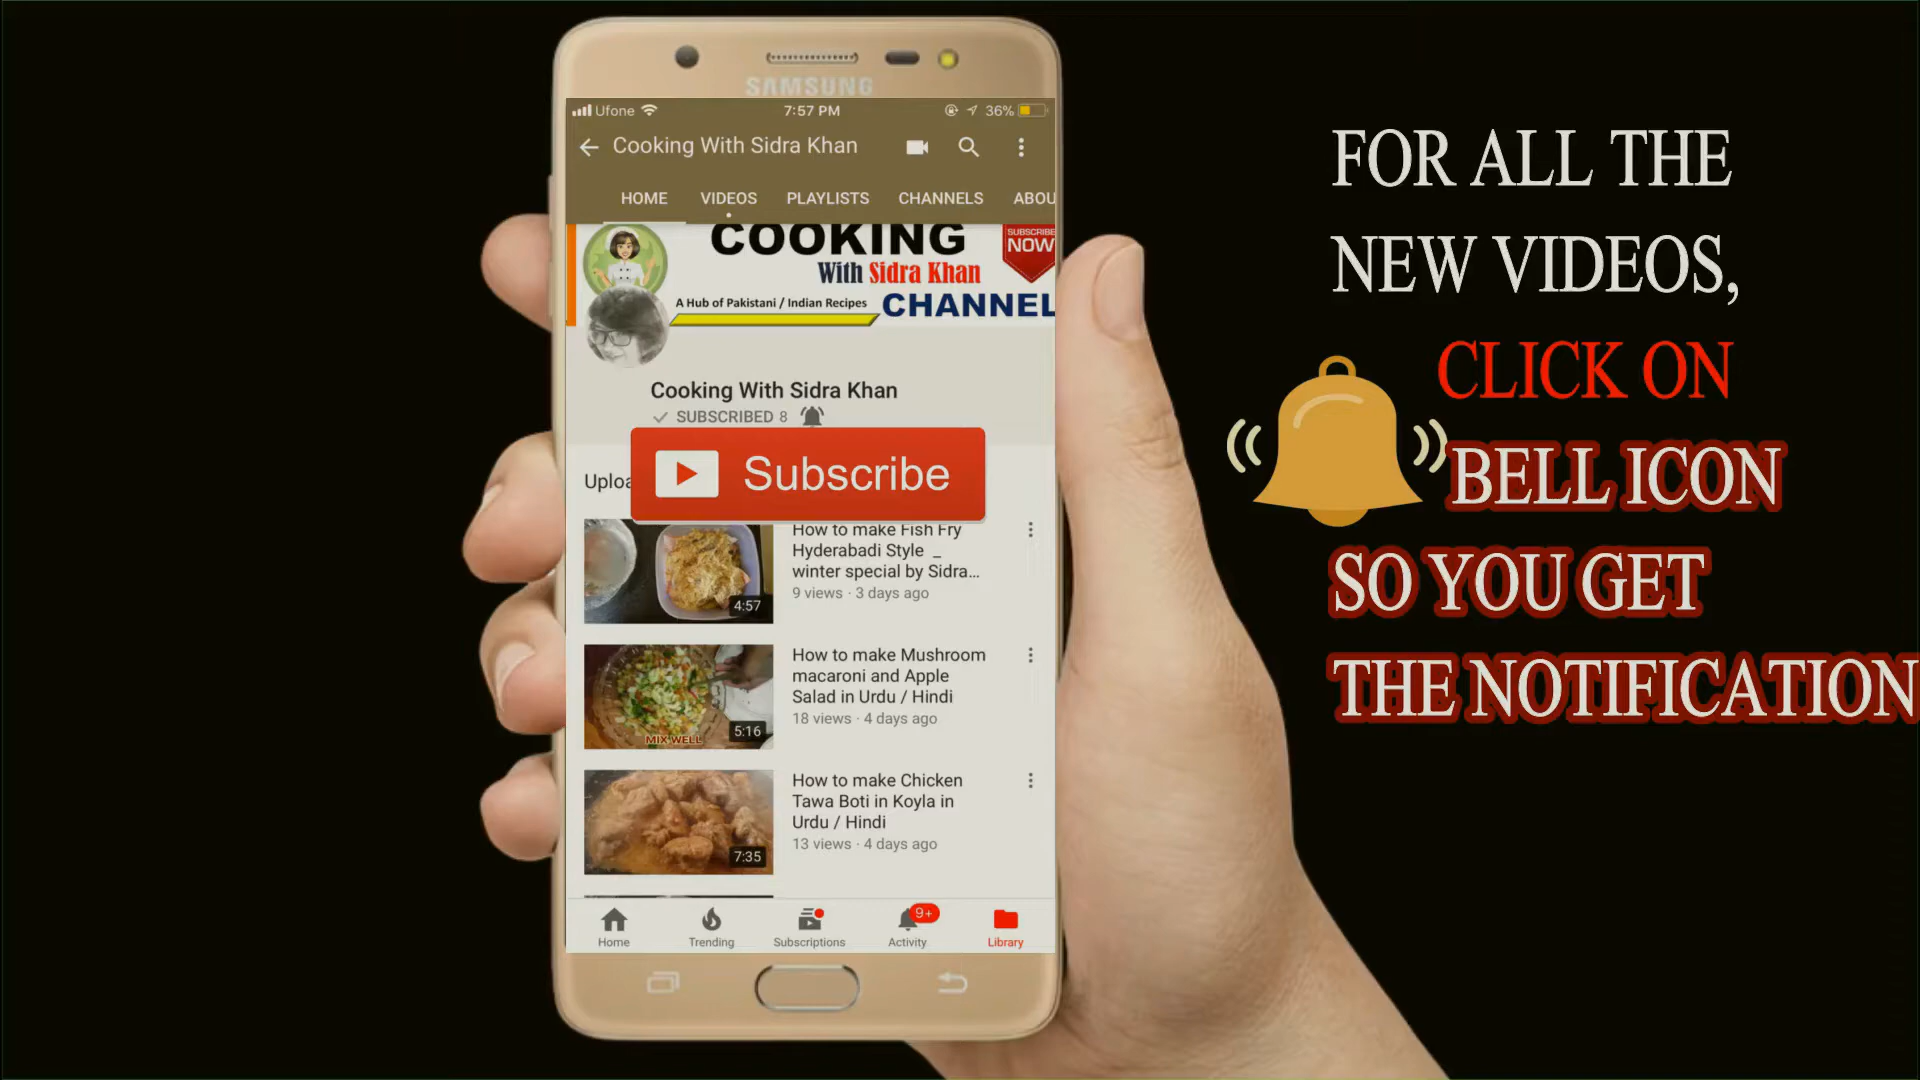 SAMSUNG
Ufone 7:57 PM 36%
Cooking With Sidra Khan
HOME VIDEOS PLAYLISTS CHANNELS ABOU
COOKING
With Sidra Khan
A Hub of Pakistani / Indian Recipes
CHANNEL
SUBSCRIBE
NOW
Cooking With Sidra Khan
SUBSCRIBED 8
Subscribe
Uploa
How to make Fish Fry
Hyderabadi Style _
winter special by Sidra...
9 views · 3 days ago
4:57
How to make Mushroom
macaroni and Apple
Salad in Urdu / Hindi
18 views · 4 days ago
MIX WELL
5:16
How to make Chicken
Tawa Boti in Koyla in
Urdu / Hindi
13 views · 4 days ago
7:35
9+
Home Trending Subscriptions Activity Library
FOR ALL THE
NEW VIDEOS,
CLICK ON
BELL ICON
SO YOU GET
THE NOTIFICATION